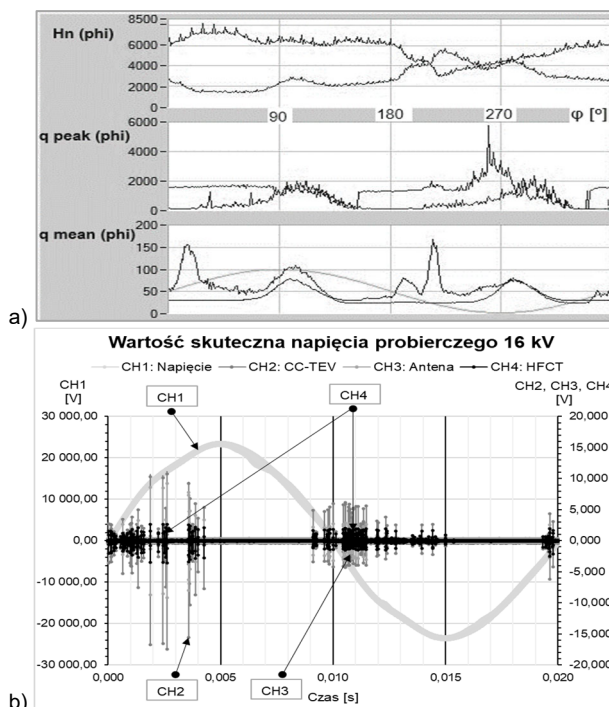 Hn (phi)
8500
6000
4000
2000
0
90
180
270
φ [º]
q peak (phi)
6000
4000
2000
0
q mean (phi)
200
150
100
50
0
a)
Wartość skuteczna napięcia probierczego 16 kV
CH1: Napięcie CH2: CC-TEV CH3: Antena CH4: HFCT
CH1
[V]
CH2, CH3, CH4
[V]
CH1
CH4
30 000,00
20 000,00
10 000,00
0,00
-10 000,00
-20 000,00
-30 000,00
20,000
15,000
10,000
5,000
0,000
-5,000
-10,000
-15,000
-20,000
0,000
0,005
0,010
0,015
0,020
CH2
CH3
Czas [s]
b)